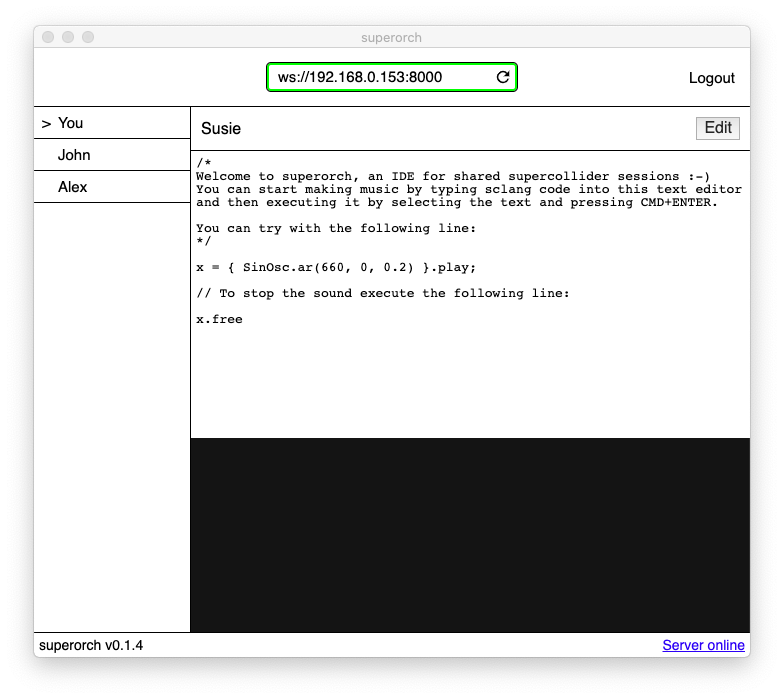 superorch
ws://192.168.0.153:8000
Logout
> You
John
Alex
Susie
Edit
/*
Welcome to superorch, an IDE for shared supercollider sessions :-)
You can start making music by typing sclang code into this text editor
and then executing it by selecting the text and pressing CMD+ENTER.
You can try with the following line:
*/
x = { SinOsc.ar(660, 0, 0.2) }.play;
// To stop the sound execute the following line:
x.free
superorch v0.1.4
Server online